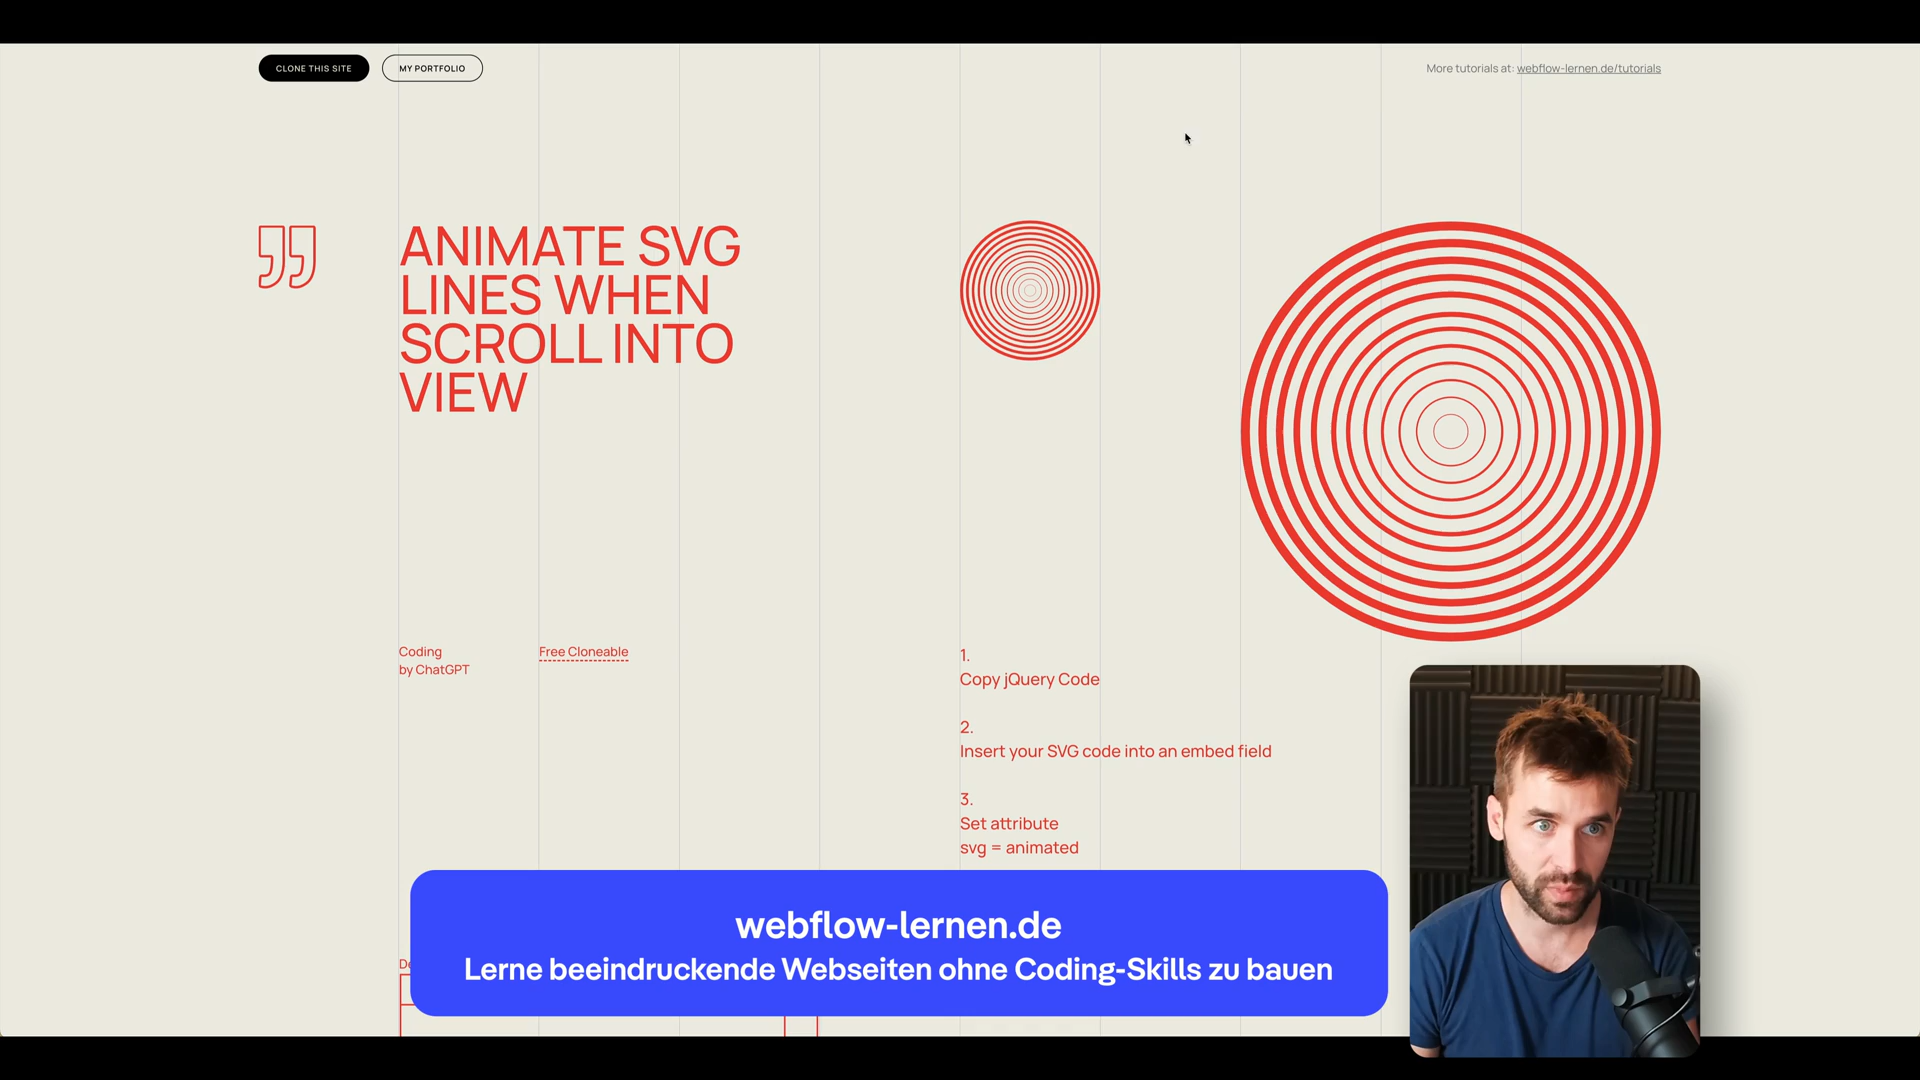 CLONE THIS SITE
MY PORTFOLIO
More tutorials at: webflow-lernen.de/tutorials
ANIMATE SVG
LINES WHEN
SCROLL INTO
VIEW
Coding
by ChatGPT
Free Cloneable
1.
Copy jQuery Code
2.
Insert your SVG code into an embed field
3.
Set attribute
svg = animated
webflow-lernen.de
Lerne beeindruckende Webseiten ohne Coding-Skills zu bauen